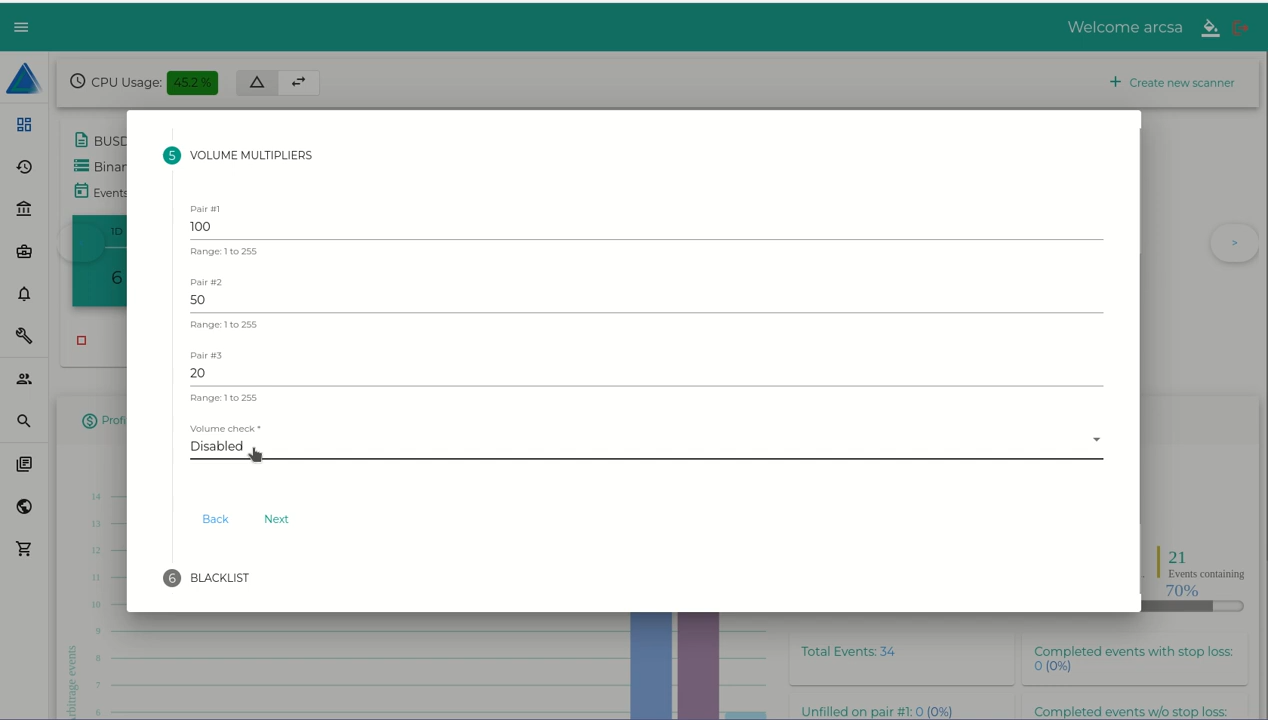 Welcome arcsa
CPU Usage: 45.2 %
Create new scanner
BUSD
Binan
Events
1D
6
>
5 VOLUME MULTIPLIERS
Pair #1
100
Range: 1 to 255
Pair #2
50
Range: 1 to 255
Pair #3
20
Range: 1 to 255
Volume check *
Disabled
Back Next
6 BLACKLIST
Profi
14
13
12
11
10
9
8
7
6
rbitrage events
21
Events containing
70%
Total Events: 34
Completed events with stop loss:
0 (0%)
Unfilled on pair #1: 0 (0%)
Completed events w/o stop loss: